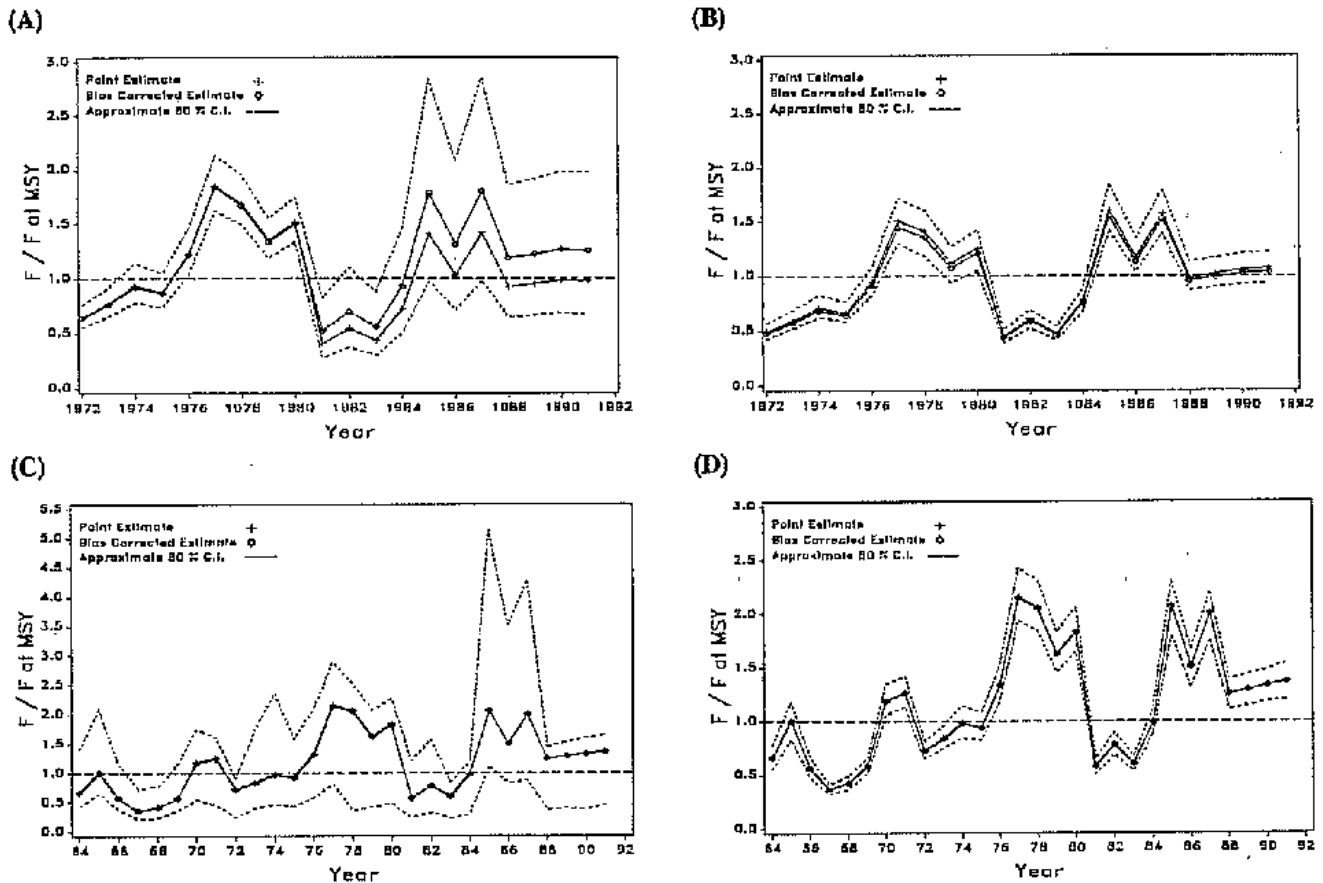 (A)
3.0
2.5
2.0
1.5
1.0
0.5
0.0
F / F at MSY
Point Estimate
Bias Corrected Estimate
Approximate 80 % C.I.
1972 1974 1976 1978 1980 1982 1984 1986 1988 1990 1992
Year
(B)
3.0
2.5
2.0
1.5
1.0
0.5
0.0
F / F at MSY
Point Estimate
Bias Corrected Estimate
Approximate 80 % C.I.
1972 1974 1976 1978 1980 1982 1984 1986 1988 1990 1992
Year
(C)
5.5
5.0
4.5
4.0
3.5
3.0
2.5
2.0
1.5
1.0
0.5
0.0
F / F at MSY
Point Estimate
Bias Corrected Estimate
Approximate 80 % C.I.
64 66 68 70 72 74 76 78 80 82 84 86 88 90 92
Year
(D)
3.0
2.5
2.0
1.5
1.0
0.5
0.0
F / F at MSY
Point Estimate
Bias Corrected Estimate
Approximate 80 % C.I.
64 66 68 70 72 74 76 78 80 82 84 86 88 90 92
Year